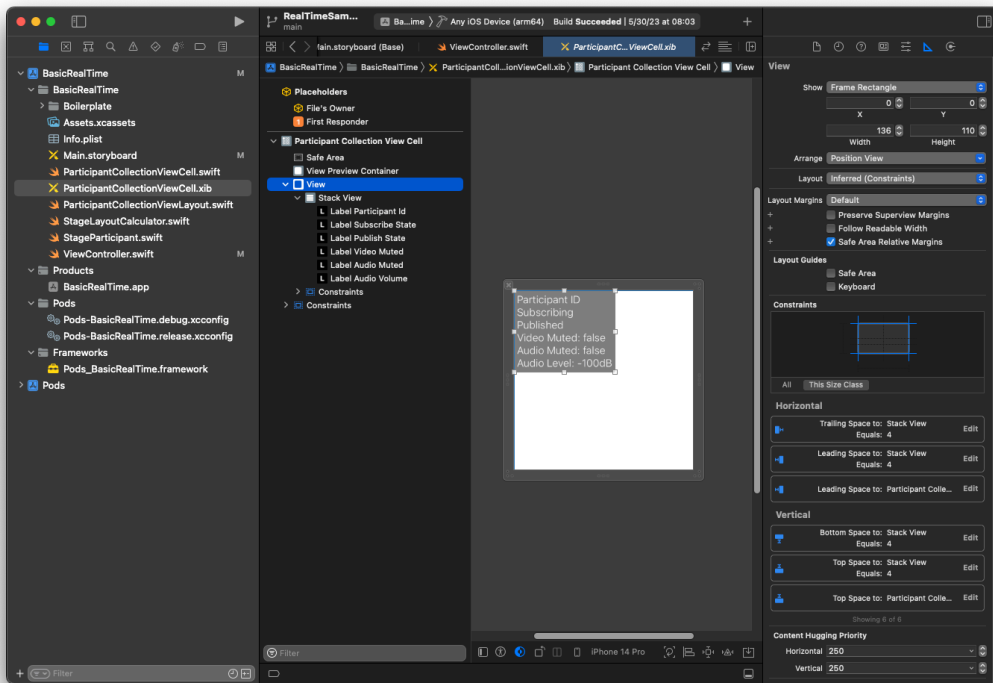 RealTimeSam...
main
Ba...ime
Any iOS Device (arm64)
Build Succeeded | 5/30/23 at 08:03
BasicRealTime
M
BasicRealTime
Boilerplate
Assets.xcassets
Info.plist
Main.storyboard
M
ParticipantCollectionViewCell.swift
ParticipantCollectionViewCell.xib
ParticipantCollectionViewLayout.swift
StageLayoutCalculator.swift
StageParticipant.swift
ViewController.swift
M
Products
BasicRealTime.app
Pods
Pods-BasicRealTime.debug.xcconfig
Pods-BasicRealTime.release.xcconfig
Frameworks
Pods_BasicRealTime.framework
Pods
Filter
ain.storyboard (Base)
ViewController.swift
ParticipantC...ViewCell.xib
BasicRealTime
BasicRealTime
ParticipantColl...ionViewCell.xib
Participant Collection View Cell
View
Placeholders
File's Owner
1 First Responder
Participant Collection View Cell
Safe Area
View Preview Container
View
Stack View
L Label Participant Id
L Label Subscribe State
L Label Publish State
L Label Video Muted
L Label Audio Muted
L Label Audio Volume
Constraints
Constraints
Filter
Participant ID
Subscribing
Published
Video Muted: false
Audio Muted: false
Audio Level: -100dB
iPhone 14 Pro
View
Show Frame Rectangle
0 0
X Y
136 110
Width Height
Arrange Position View
Layout Inferred (Constraints)
Layout Margins Default
Preserve Superview Margins
Follow Readable Width
Safe Area Relative Margins
Layout Guides
Safe Area
Keyboard
Constraints
All This Size Class
Horizontal
Trailing Space to: Stack View
Equals: 4
Edit
Leading Space to: Stack View
Equals: 4
Edit
Leading Space to: Participant Colle...
Edit
Vertical
Bottom Space to: Stack View
Equals: 4
Edit
Top Space to: Stack View
Equals: 4
Edit
Top Space to: Participant Colle...
Edit
Showing 6 of 6
Content Hugging Priority
Horizontal 250
Vertical 250